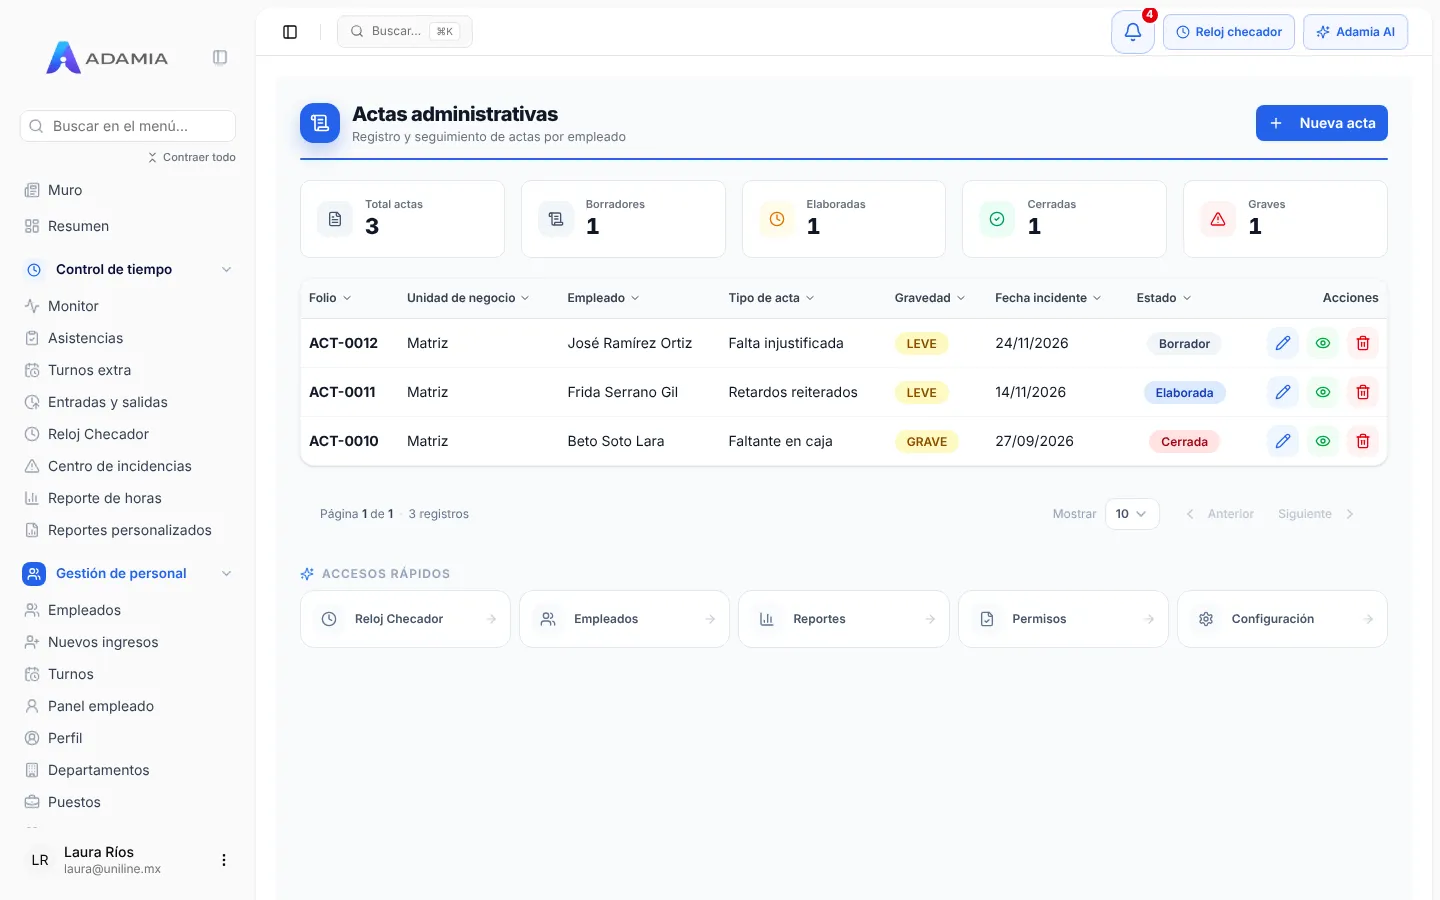 ADAMIA
Buscar en el menú...
Contraer todo
Muro
Resumen
Control de tiempo
Monitor
Asistencias
Turnos extra
Entradas y salidas
Reloj Checador
Centro de incidencias
Reporte de horas
Reportes personalizados
Gestión de personal
Empleados
Nuevos ingresos
Turnos
Panel empleado
Perfil
Departamentos
Puestos
LR
Laura Ríos
laura@uniline.mx
Buscar... ⌘K
4
Reloj checador
Adamia AI
Actas administrativas
Registro y seguimiento de actas por empleado
+ Nueva acta
Total actas
3
Borradores
1
Elaboradas
1
Cerradas
1
Graves
1
Folio Unidad de negocio Empleado Tipo de acta Gravedad Fecha incidente Estado Acciones
ACT-0012 Matriz José Ramírez Ortiz Falta injustificada LEVE 24/11/2026 Borrador
ACT-0011 Matriz Frida Serrano Gil Retardos reiterados LEVE 14/11/2026 Elaborada
ACT-0010 Matriz Beto Soto Lara Faltante en caja GRAVE 27/09/2026 Cerrada
Página 1 de 1 · 3 registros
Mostrar 10 Anterior Siguiente
ACCESOS RÁPIDOS
Reloj Checador
Empleados
Reportes
Permisos
Configuración